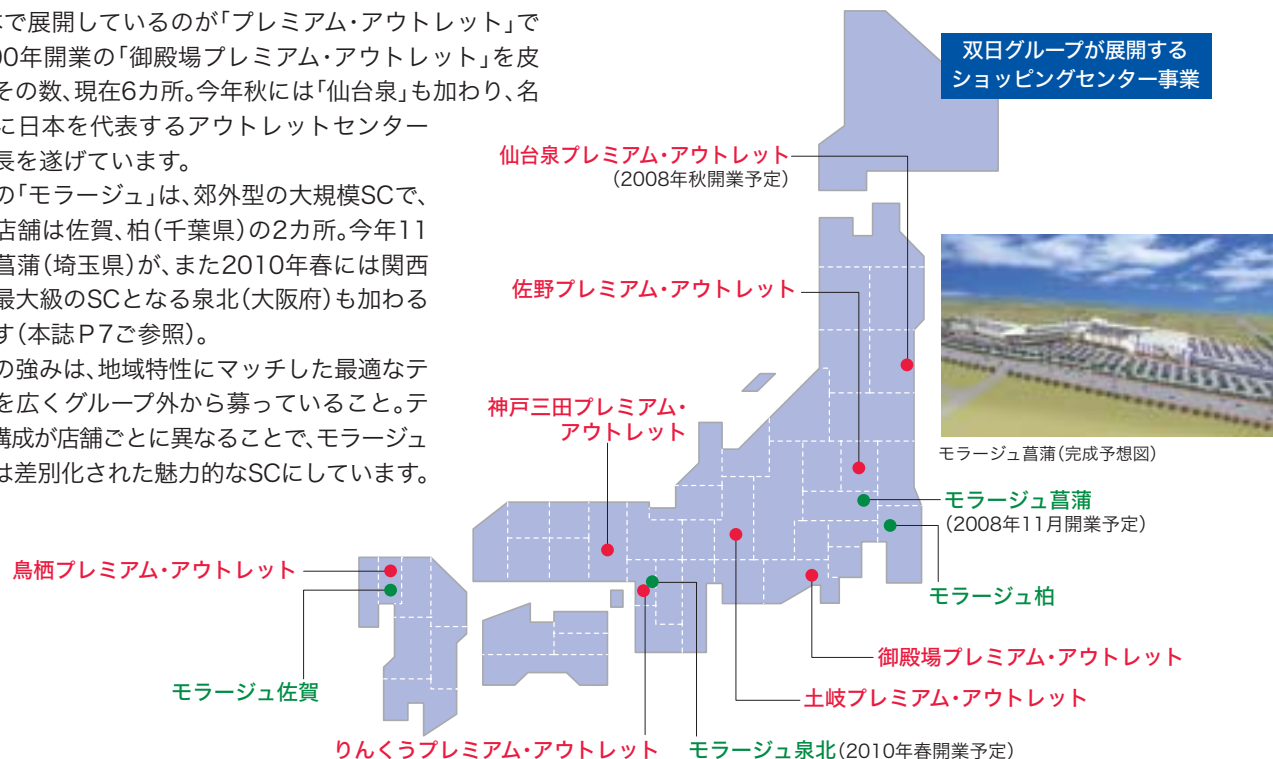 本で展開しているのが「プレミアム・アウトレット」で
00年開業の「御殿場プレミアム・アウトレット」を皮
その数、現在6カ所。今年秋には「仙台泉」も加わり、名
に日本を代表するアウトレットセンター
長を遂げています。
の「モラージュ」は、郊外型の大規模SCで、
店舗は佐賀、柏(千葉県)の2カ所。今年11
菖蒲(埼玉県)が、また2010年春には関西
最大級のSCとなる泉北(大阪府)も加わる
す(本誌P7ご参照)。
の強みは、地域特性にマッチした最適なテ
を広くグループ外から募っていること。テ
構成が店舗ごとに異なることで、モラージュ
は差別化された魅力的なSCにしています。
双日グループが展開する
ショッピングセンター事業
仙台泉プレミアム・アウトレット
(2008年秋開業予定)
佐野プレミアム・アウトレット
神戸三田プレミアム・
アウトレット
モラージュ菖蒲(完成予想図)
モラージュ菖蒲
(2008年11月開業予定)
鳥栖プレミアム・アウトレット
モラージュ柏
御殿場プレミアム・アウトレット
モラージュ佐賀
土岐プレミアム・アウトレット
りんくうプレミアム・アウトレット
モラージュ泉北(2010年春開業予定)